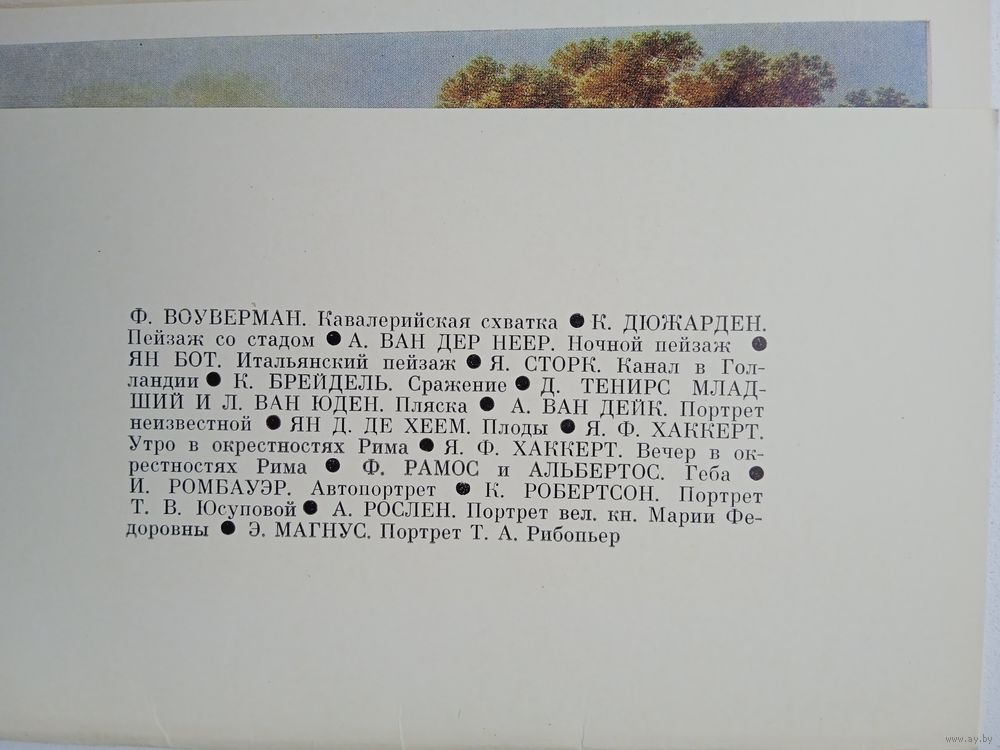 Ф. ВОУВЕРМАН. Кавалерийская схватка ● К. ДЮЖАРДЕН.
Пейзаж со стадом ● А. ВАН ДЕР НЕЕР. Ночной пейзаж ●
ЯН БОТ. Итальянский пейзаж ● Я. СТОРК. Канал в Гол-
ландии ● К. БРЕЙДЕЛЬ. Сражение ● Д. ТЕНИРС МЛАД-
ШИЙ И Л. ВАН ЮДЕН. Пляска ● А. ВАН ДЕЙК. Портрет
неизвестной ● ЯН Д. ДЕ ХЕЕМ. Плоды ● Я. Ф. ХАККЕРТ.
Утро в окрестностях Рима ● Я. Ф. ХАККЕРТ. Вечер в ок-
рестностях Рима ● Ф. РАМОС и АЛЬБЕРТОС. Геба ●
И. РОМБАУЭР. Автопортрет ● К. РОБЕРТСОН. Портрет
Т. В. Юсуповой ● А. РОСЛЕН. Портрет вел. кн. Марии Фе-
доровны ● Э. МАГНУС. Портрет Т. А. Рибопьер
www.ay.by